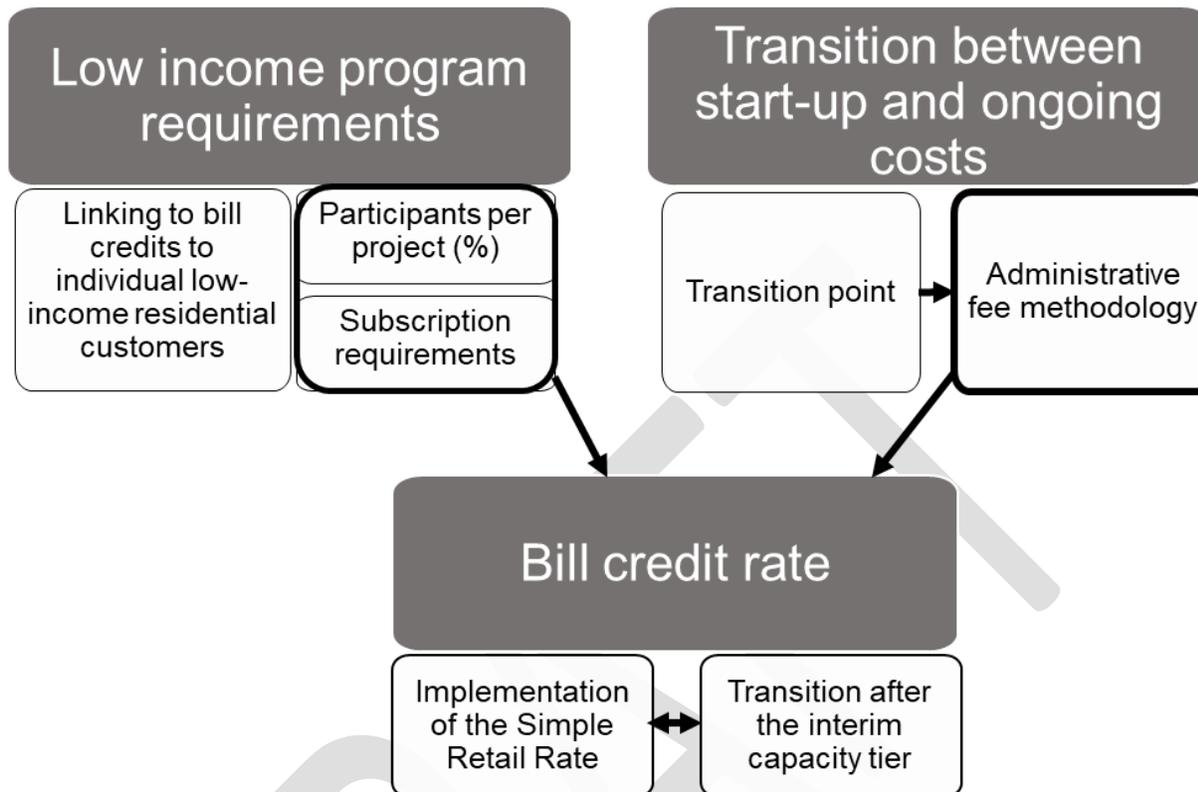 Low income program
requirements
Transition between
start-up and ongoing
costs
Linking to bill
credits to
individual low-
income residential
customers
Participants per
project (%)
Subscription
requirements
Transition point
Administrative
fee methodology
Bill credit rate
Implementation
of the Simple
Retail Rate
Transition after
the interim
capacity tier